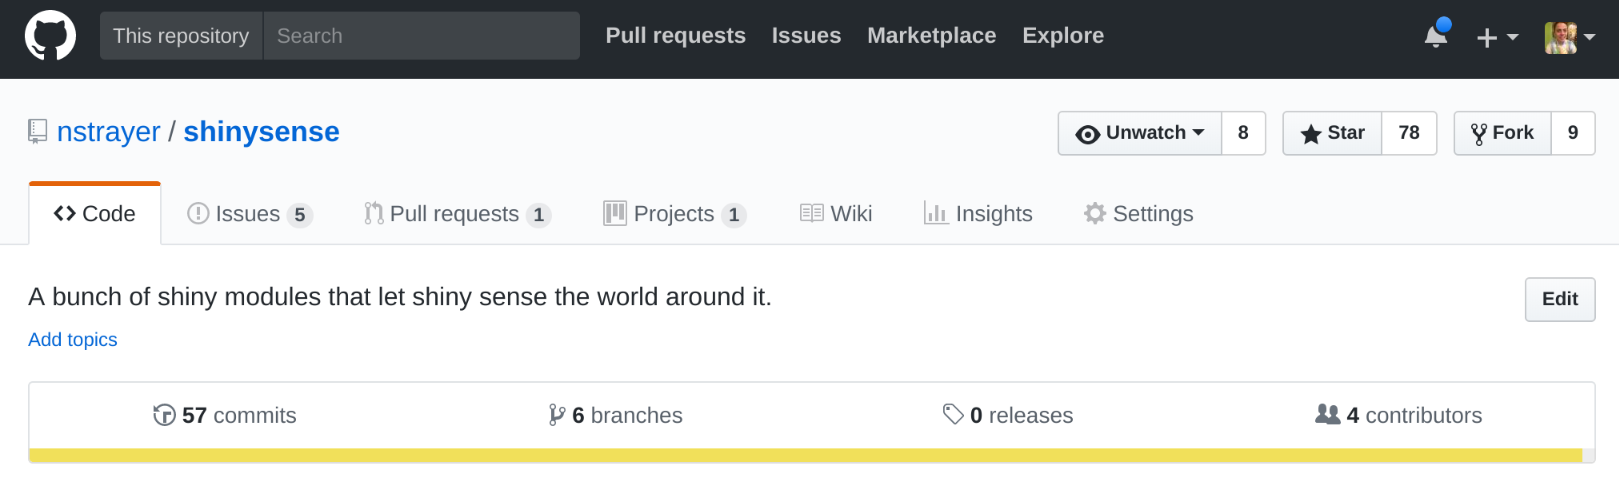 This repository Search Pull requests Issues Marketplace Explore
nstrayer / shinysense Unwatch 8 Star 78 Fork 9
Code Issues 5 Pull requests 1 Projects 1 Wiki Insights Settings
A bunch of shiny modules that let shiny sense the world around it. Edit
Add topics
57 commits 6 branches 0 releases 4 contributors